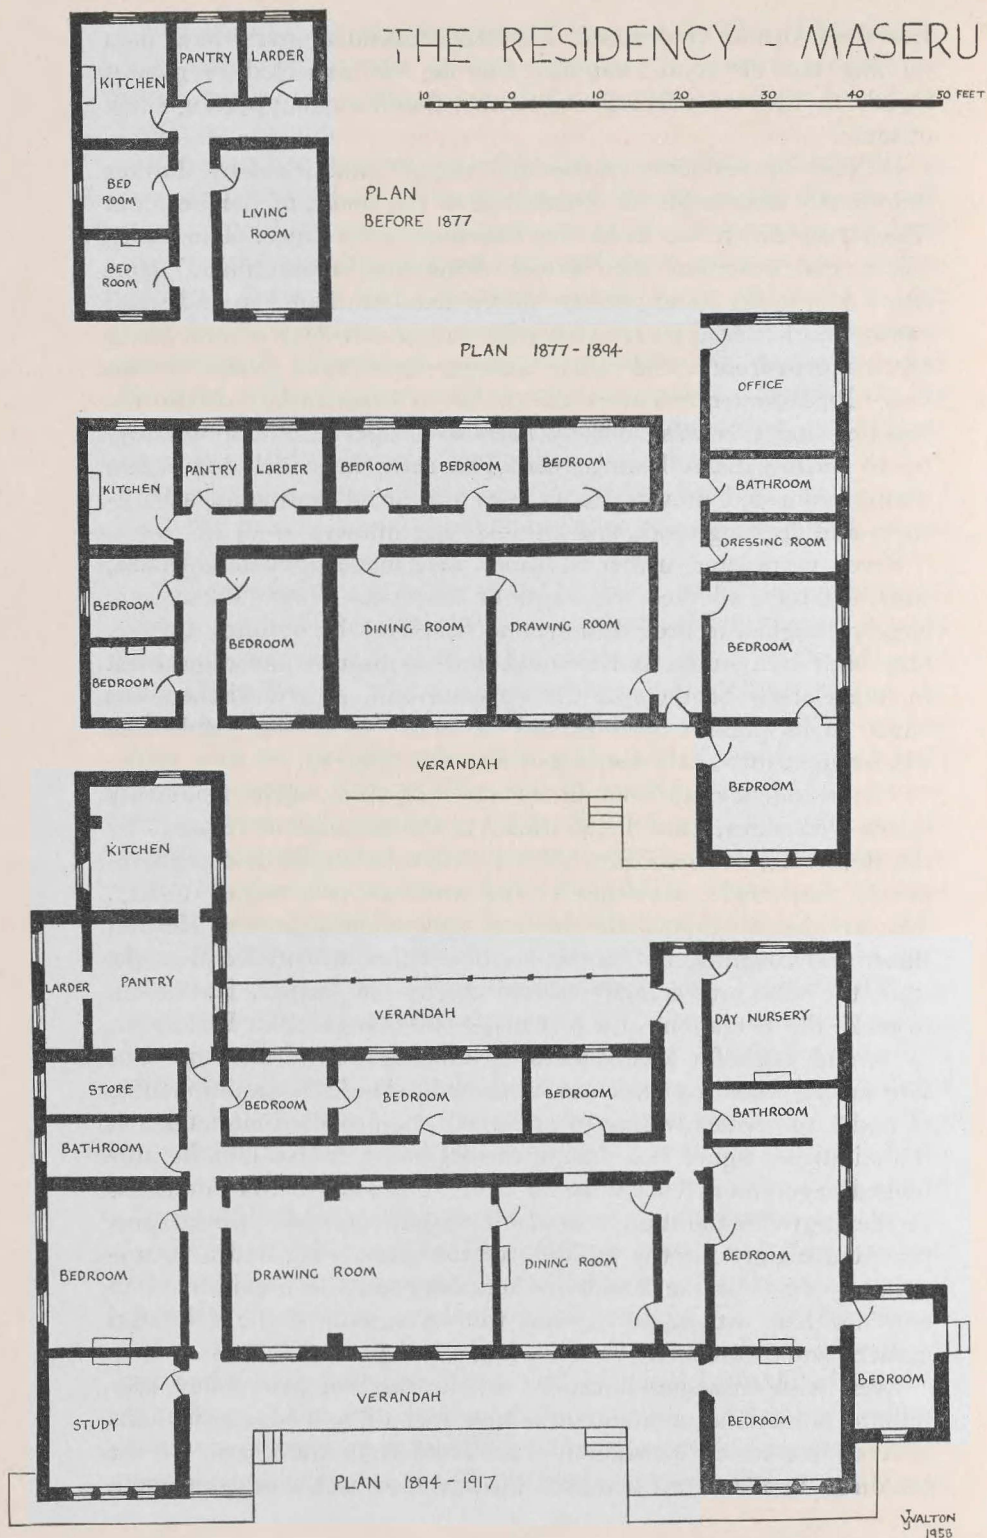 THE RESIDENCY - MASERU
10 0 10 20 30 40 50 FEET
KITCHEN
PANTRY
LARDER
BED
ROOM
BED
ROOM
LIVING
ROOM
PLAN
BEFORE 1877
PLAN 1877-1894
KITCHEN
PANTRY
LARDER
BEDROOM
BEDROOM
BEDROOM
OFFICE
BATHROOM
DRESSING ROOM
BEDROOM
BEDROOM
BEDROOM
BEDROOM
DINING ROOM
DRAWING ROOM
BEDROOM
VERANDAH
KITCHEN
LARDER
PANTRY
VERANDAH
DAY NURSERY
STORE
BEDROOM
BEDROOM
BEDROOM
BATHROOM
BATHROOM
BEDROOM
DRAWING ROOM
DINING ROOM
BEDROOM
STUDY
VERANDAH
BEDROOM
BEDROOM
PLAN 1894-1917
J WALTON
1958